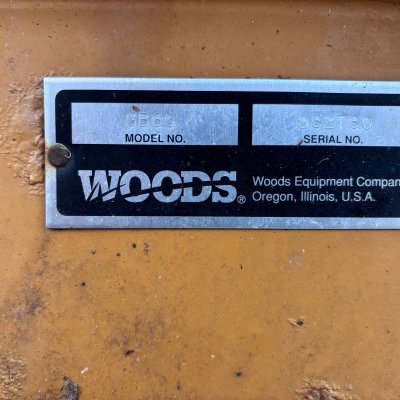 MODEL NO.
SERIAL NO.
WOODS®
Woods Equipment Compan
Oregon, Illinois, U.S.A.